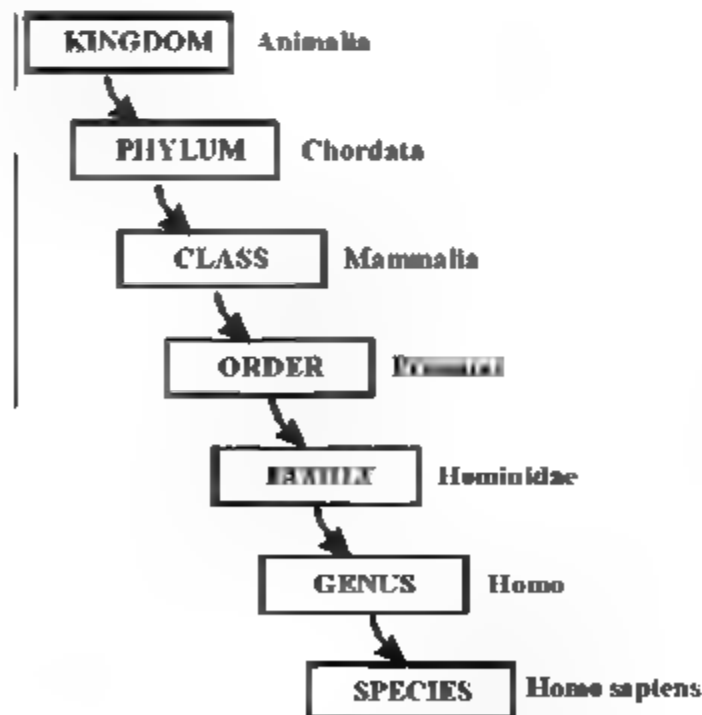 KINGDOM Animalia
PHYLUM Chordata
CLASS Mammalia
ORDER
Hominidae
GENUS Homo
SPECIES Homo sapiens